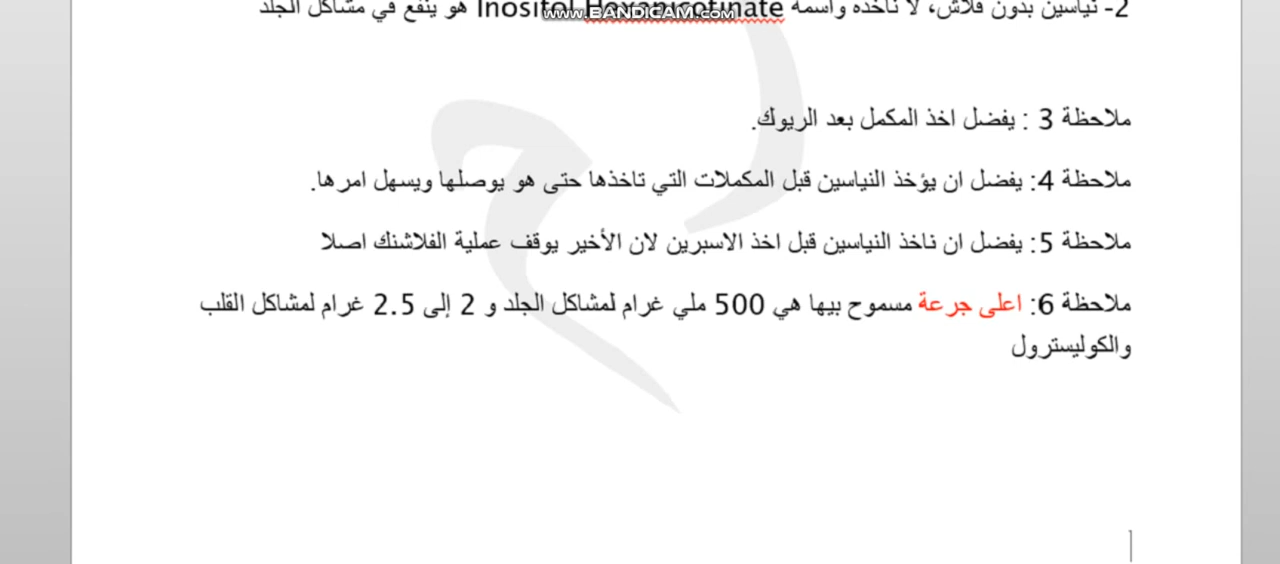 2- نياسين بدون فلاش، لا ناخذه واسمه Inositol Hexanicotinate هو ينفع في مشاكل الجلد
www.BANDICAM.com
ملاحظة 3 : يفضل اخذ المكمل بعد الريوك.
ملاحظة 4: يفضل ان يؤخذ النياسين قبل المكملات التي تاخذها حتى هو يوصلها ويسهل امرها.
ملاحظة 5: يفضل ان ناخذ النياسين قبل اخذ الاسبرين لان الأخير يوقف عملية الفلاشنك اصلا
ملاحظة 6: اعلى جرعة مسموح بيها هي 500 ملي غرام لمشاكل الجلد و 2 إلى 2.5 غرام لمشاكل القلب
والكوليسترول